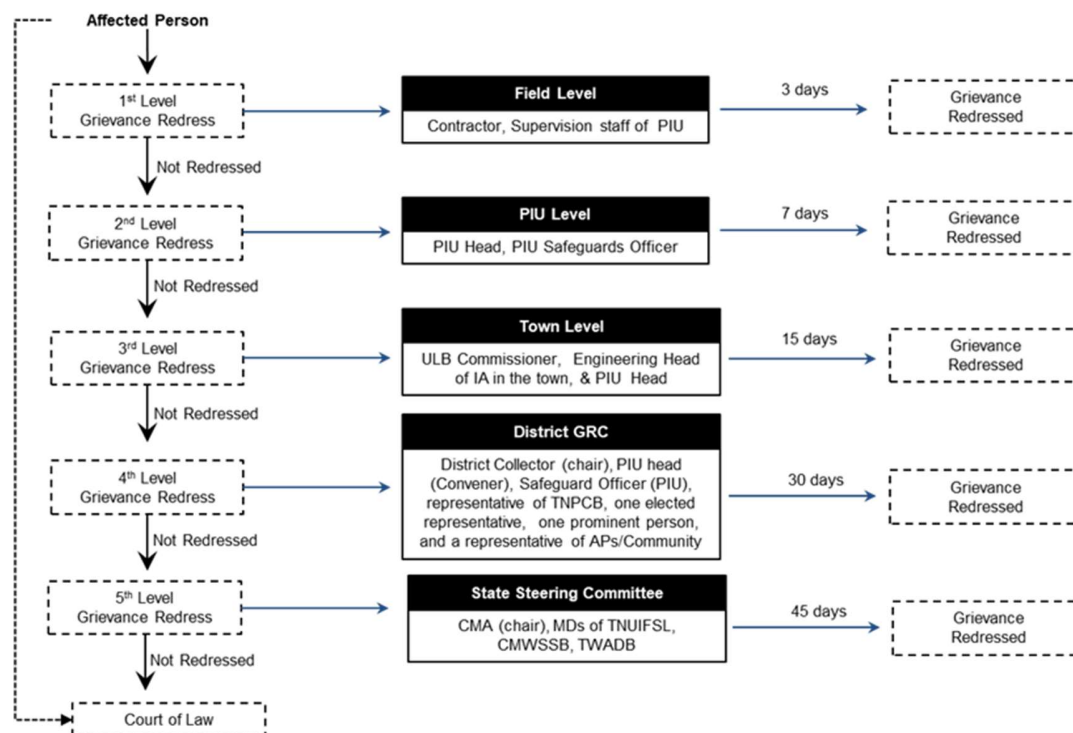 Affected Person
1st Level
Grievance Redress
Field Level
Contractor, Supervision staff of PIU
3 days
Grievance
Redressed
Not Redressed
2nd Level
Grievance Redress
PIU Level
PIU Head, PIU Safeguards Officer
7 days
Grievance
Redressed
Not Redressed
3rd Level
Grievance Redress
Town Level
ULB Commissioner, Engineering Head
of IA in the town, & PIU Head
15 days
Grievance
Redressed
Not Redressed
4th Level
Grievance Redress
District GRC
District Collector (chair), PIU head
(Convener), Safeguard Officer (PIU),
representative of TNPCB, one elected
representative, one prominent person,
and a representative of APs/Community
30 days
Grievance
Redressed
Not Redressed
5th Level
Grievance Redress
State Steering Committee
CMA (chair), MDs of TNUIFSL,
CMWSSB, TWADB
45 days
Grievance
Redressed
Not Redressed
Court of Law